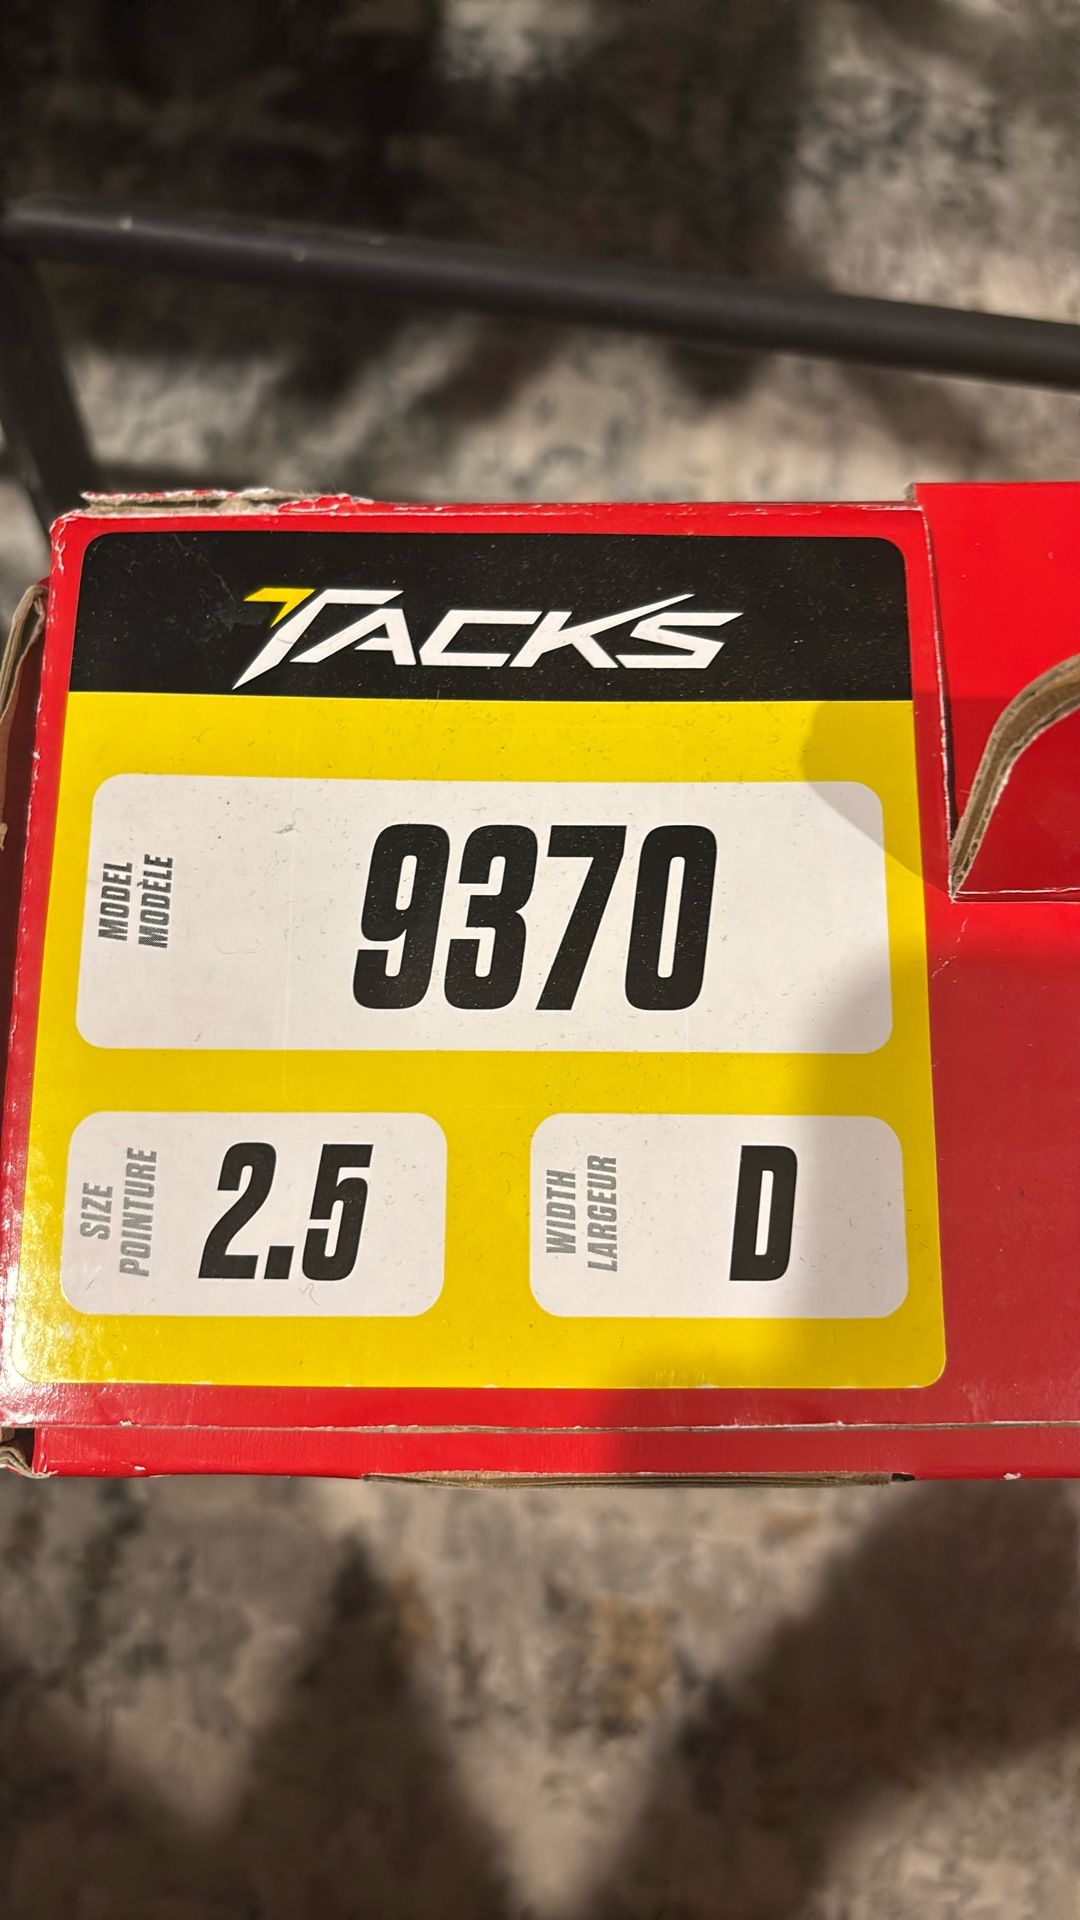 TACKS
MODEL
MODÈLE
9370
SIZE
POINTURE
2.5
WIDTH
LARGEUR
D